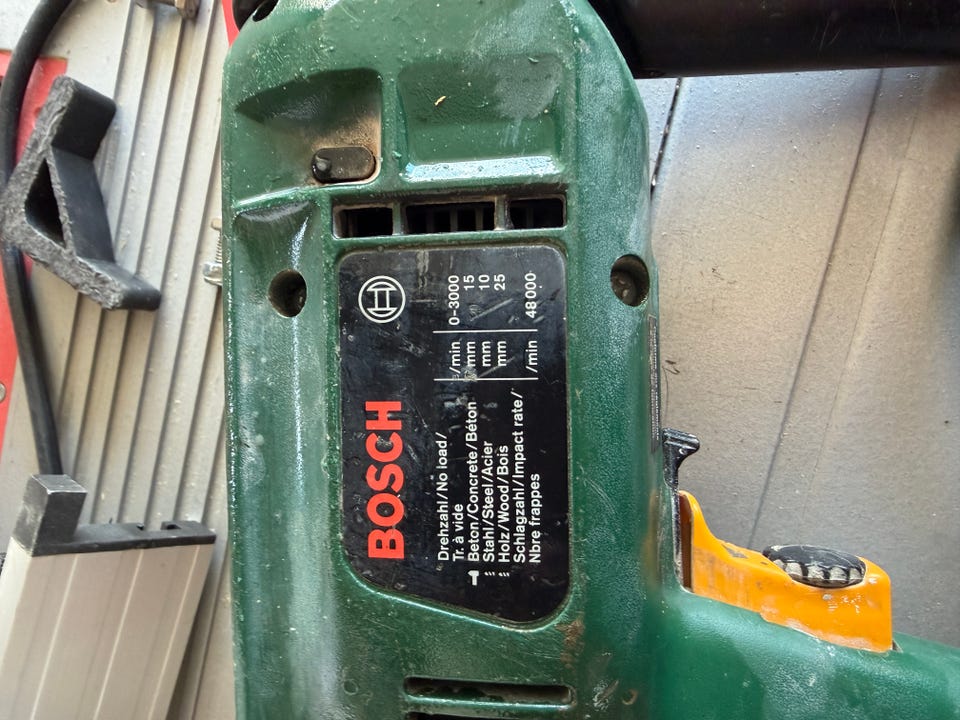 BOSCH
Drehzahl/No load/
Tr. à vide /min 0-3000
Beton/Concrete/Béton mm 15
Stahl/Steel/Acier mm 10
Holz/Wood/Bois mm 25
Schlagzahl/Impact rate/
Nbre frappes /min 48000